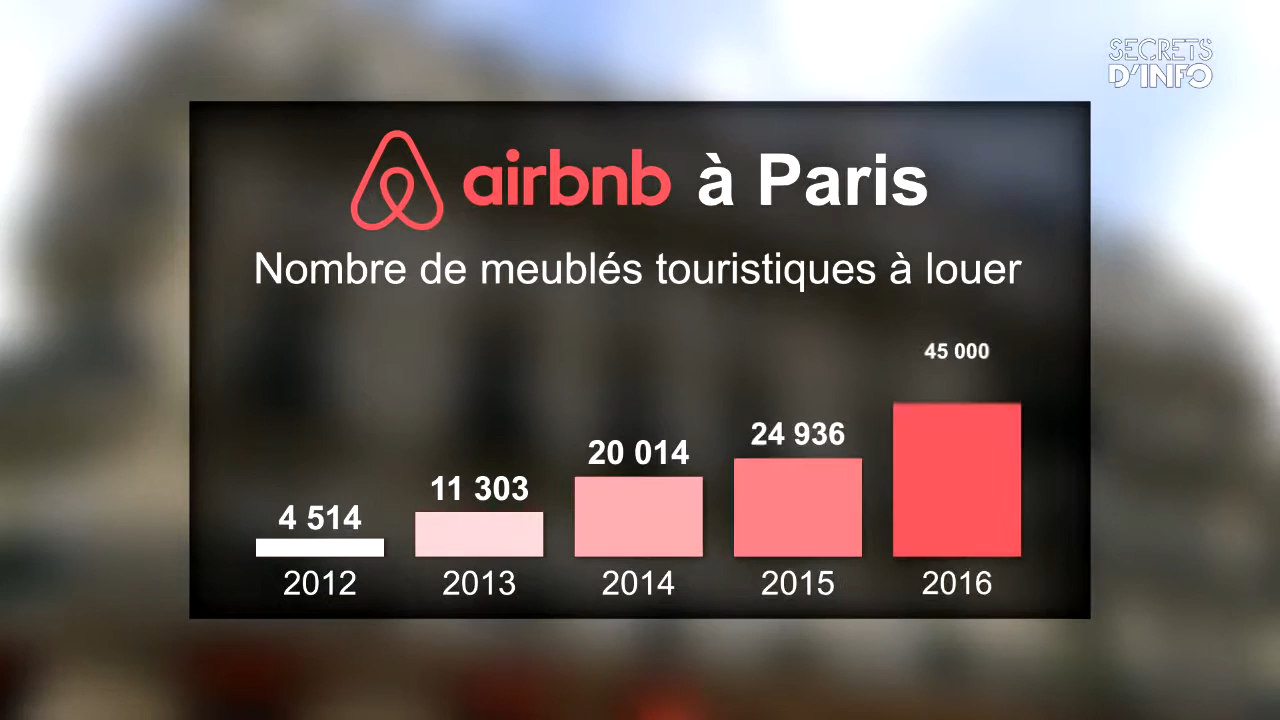 SECRETS
D'INFO
airbnb à Paris
Nombre de meublés touristiques à louer
45 000
24 936
20 014
11 303
4 514
2012 2013 2014 2015 2016